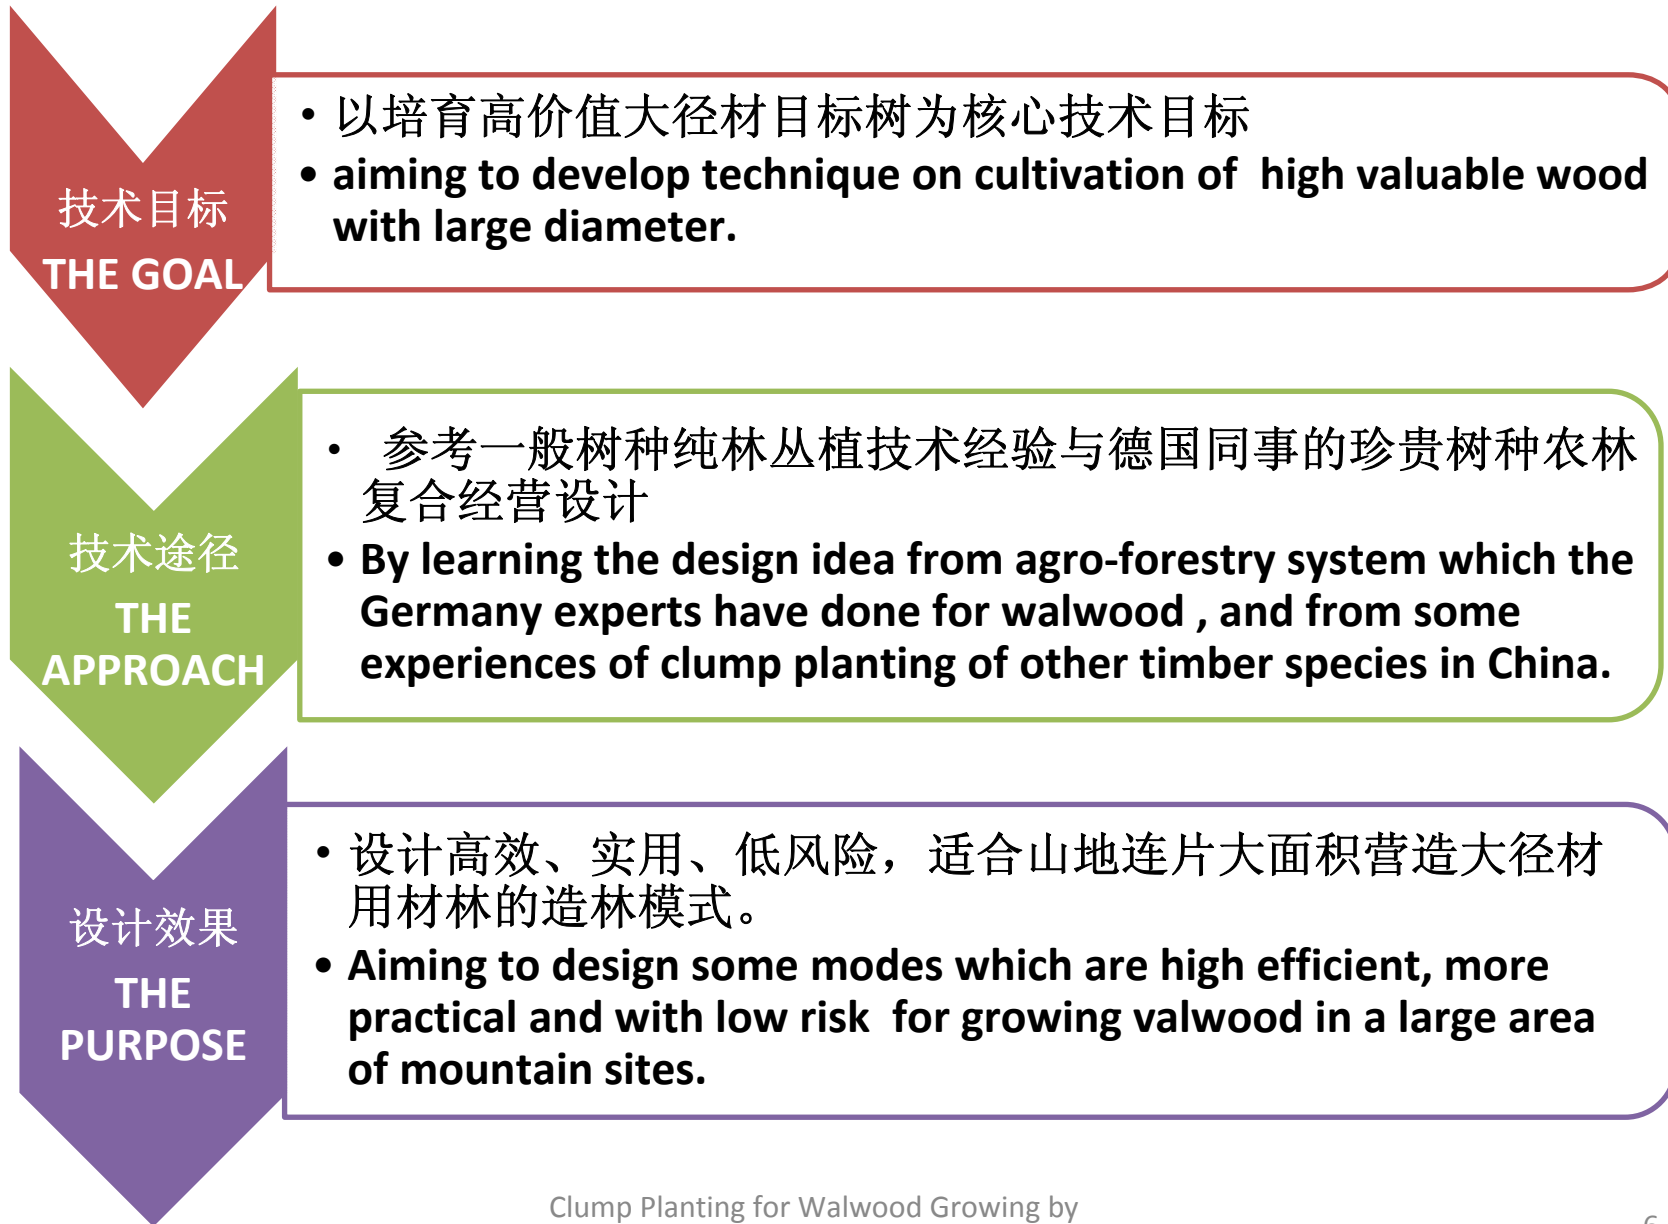 技术目标
THE GOAL
• 以培育高价值大径材目标树为核心技术目标
• aiming to develop technique on cultivation of high valuable wood
with large diameter.
技术途径
THE
APPROACH
• 参考一般树种纯林丛植技术经验与德国同事的珍贵树种农林
复合经营设计
• By learning the design idea from agro-forestry system which the
Germany experts have done for walwood , and from some
experiences of clump planting of other timber species in China.
设计效果
THE
PURPOSE
• 设计高效、实用、低风险，适合山地连片大面积营造大径材
用材林的造林模式。
• Aiming to design some modes which are high efficient, more
practical and with low risk for growing valwood in a large area
of mountain sites.
Clump Planting for Walwood Growing by
6